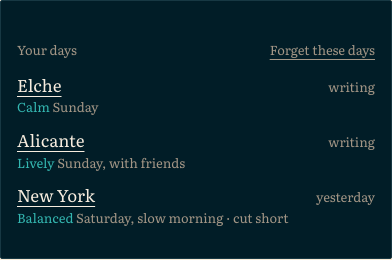 Your days
Forget these days
Elche
writing
Calm Sunday
Alicante
writing
Lively Sunday, with friends
New York
yesterday
Balanced Saturday, slow morning · cut short